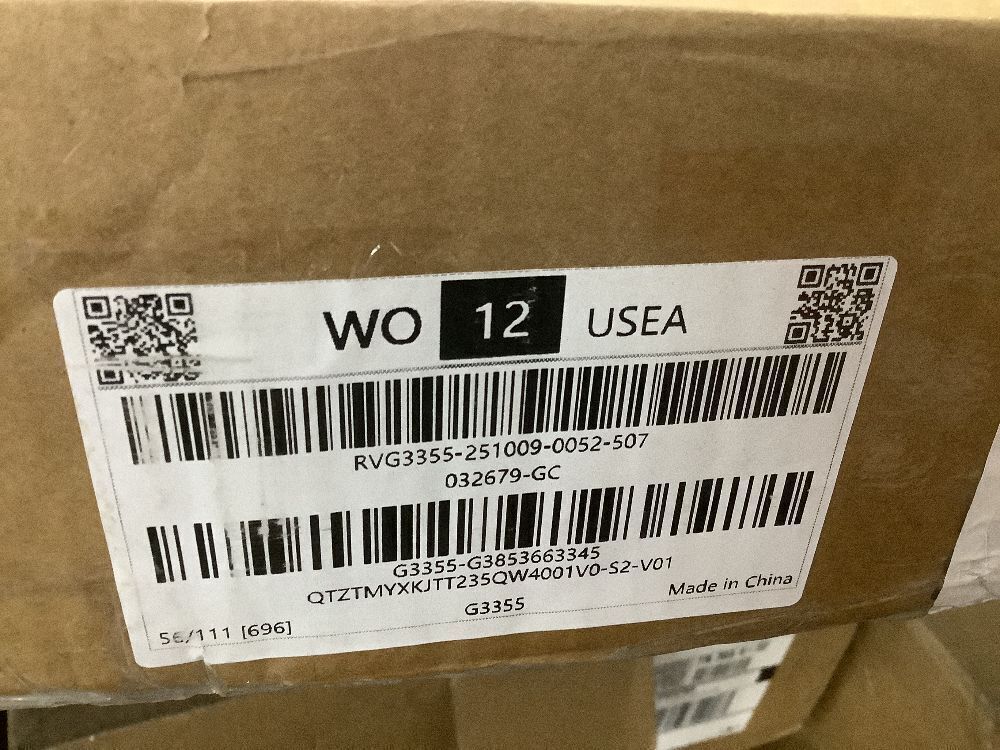 WO 12 USEA
RVG3355-251009-0052-507
032679-GC
G3355-G3853663345
QTZTMYXKJTT235QW4001V0-S2-V01
G3355
Made in China
56/111 [696]